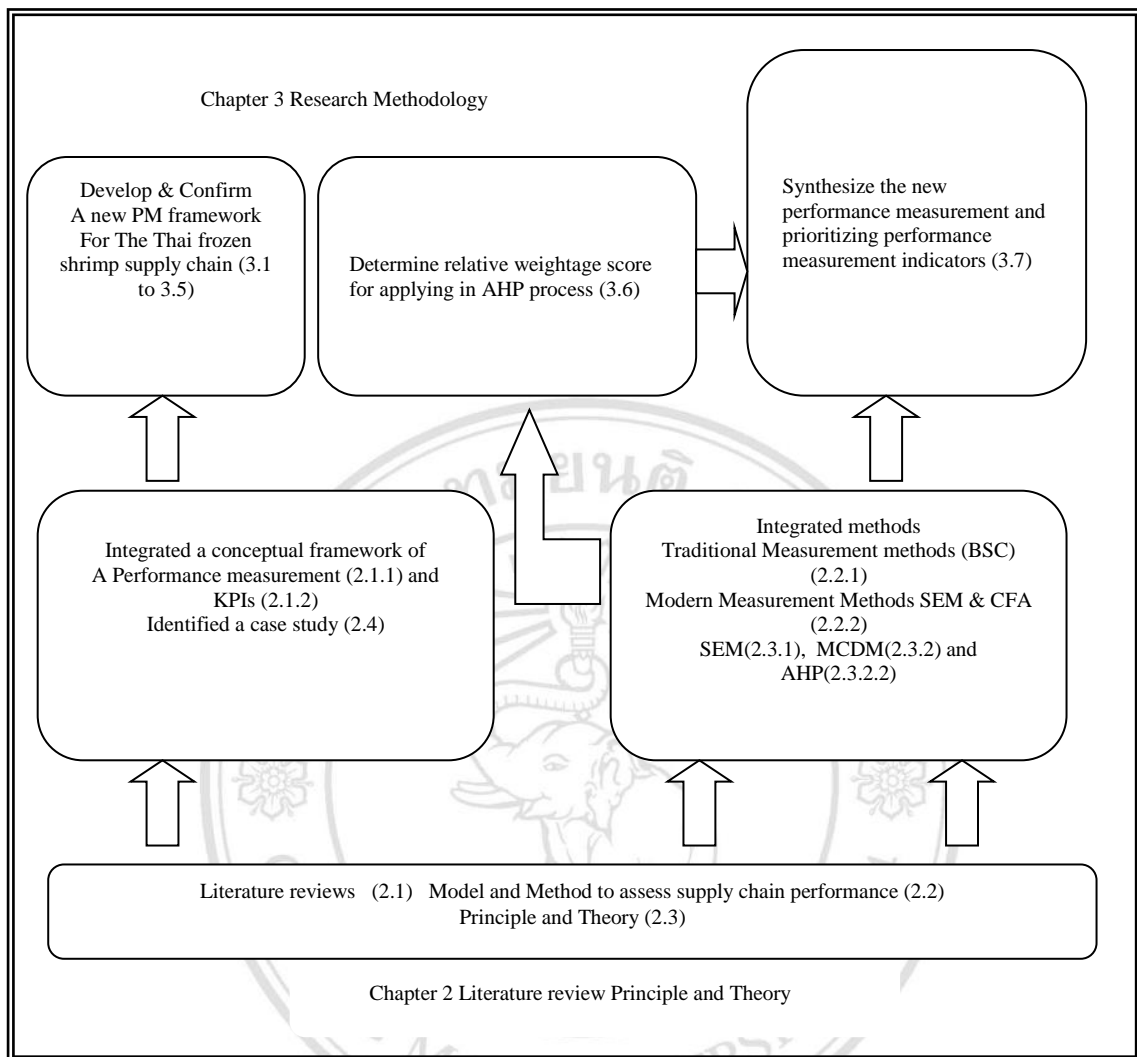 Chapter 3 Research Methodology
Develop & Confirm
A new PM framework
For The Thai frozen
shrimp supply chain (3.1
to 3.5)
Determine relative weightage score
for applying in AHP process (3.6)
Synthesize the new
performance measurement and
prioritizing performance
measurement indicators (3.7)
Integrated a conceptual framework of
A Performance measurement (2.1.1) and
KPIs (2.1.2)
Identified a case study (2.4)
Integrated methods
Traditional Measurement methods (BSC)
(2.2.1)
Modern Measurement Methods SEM & CFA
(2.2.2)
SEM(2.3.1), MCDM(2.3.2) and
AHP(2.3.2.2)
Literature reviews (2.1) Model and Method to assess supply chain performance (2.2)
Principle and Theory (2.3)
Chapter 2 Literature review Principle and Theory